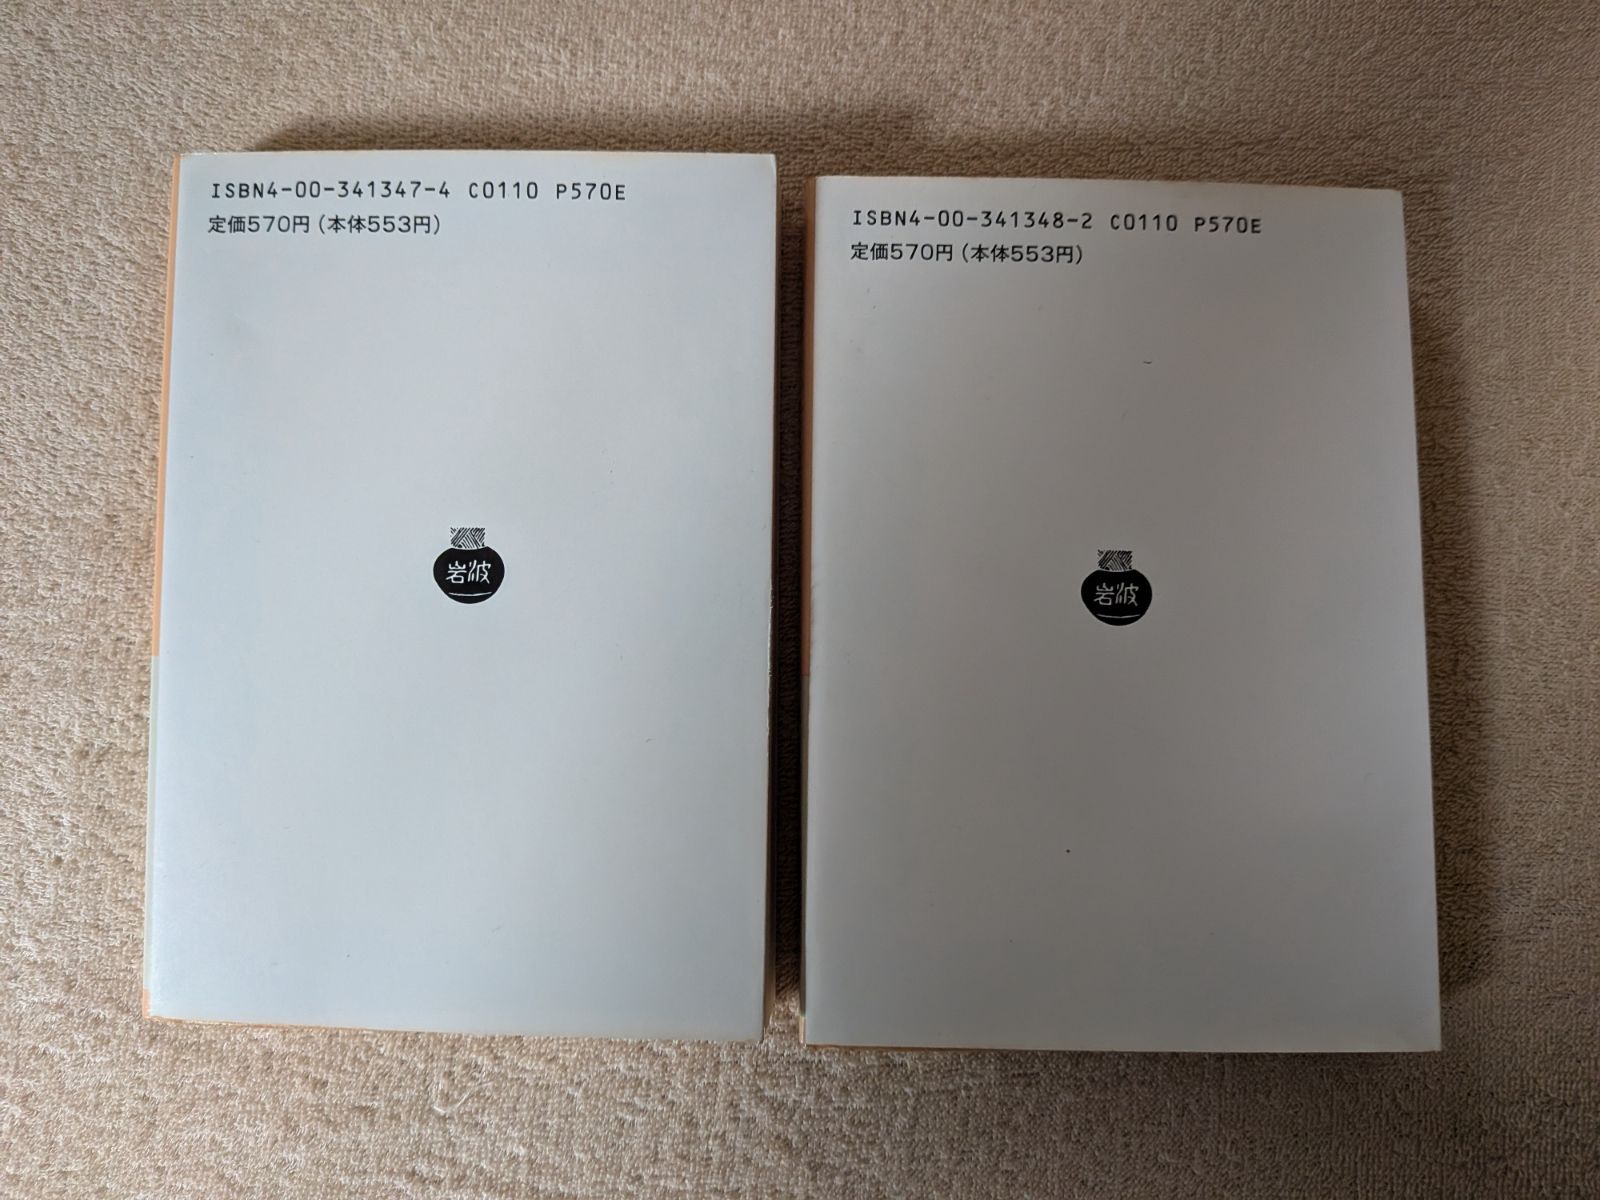 ISBN4-00-341347-4 C0110 P570E
定価570円(本体553円)
岩波
ISBN4-00-341348-2 C0110 P570E
定価570円(本体553円)
岩波